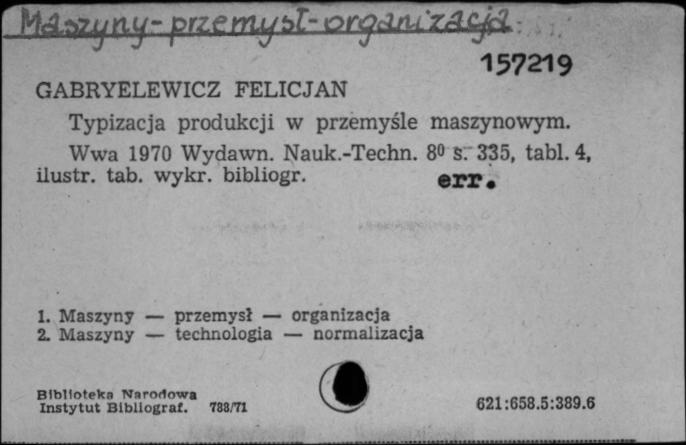 Maszyny-przemysł-organizacja
157219
GABRYELEWICZ FELICJAN
Typizacja produkcji w przemyśle maszynowym.
Wwa 1970 Wydawn. Nauk.-Techn. 8⁰ s. 335, tabl. 4,
ilustr. tab. wykr. bibliogr. err.
1. Maszyny — przemysł — organizacja
2. Maszyny — technologia — normalizacja
Biblioteka Narodowa
Instytut Bibliograf. 788/71 621:658.5:389.6